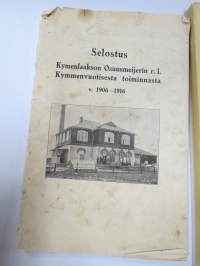 Selostus
Kymenlaakson Osuusmeijerin r. l.
Kymmenvuotisesta toiminnasta
v. 1906–1916